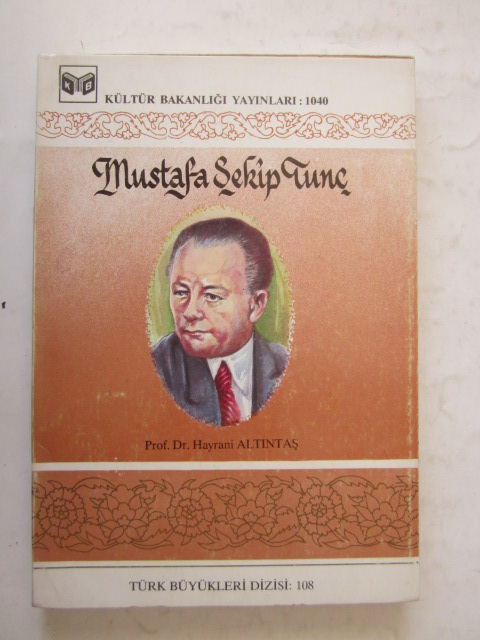 K B
KÜLTÜR BAKANLIĞI YAYINLARI: 1040
Mustafa Şekip Tunç
Prof. Dr. Hayrani ALTINTAŞ
TÜRK BÜYÜKLERİ DİZİSİ: 108